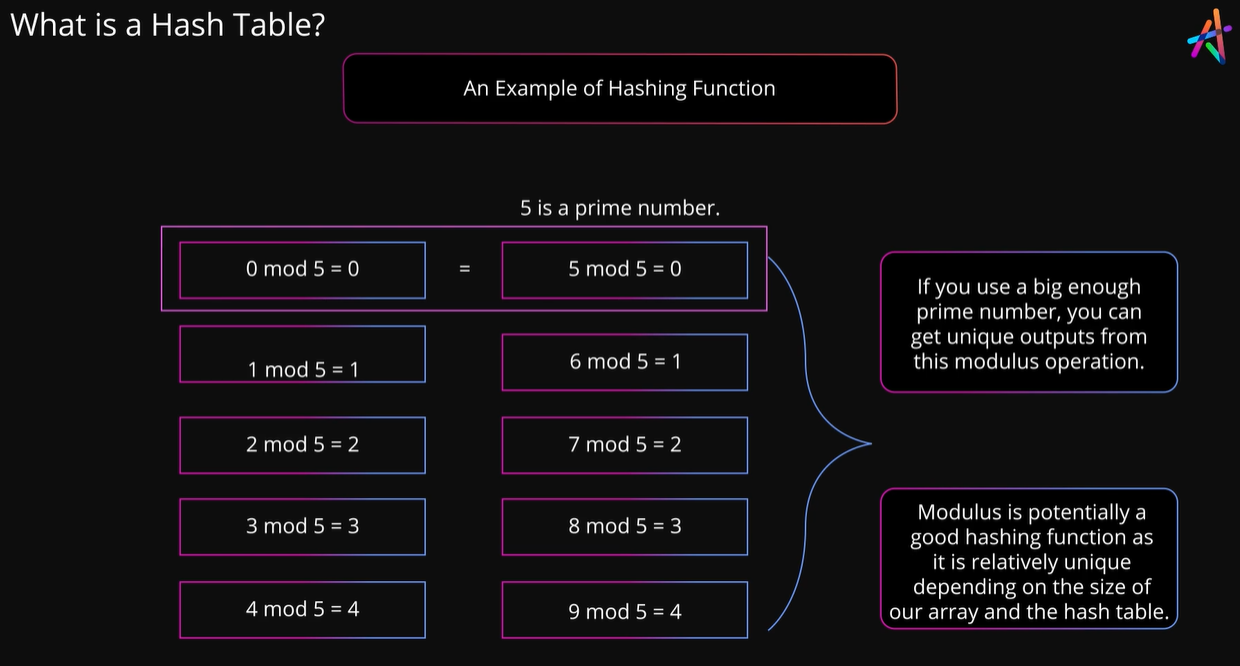 What is a Hash Table?
An Example of Hashing Function
5 is a prime number.
0 mod 5 = 0
=
5 mod 5 = 0
1 mod 5 = 1
6 mod 5 = 1
2 mod 5 = 2
7 mod 5 = 2
3 mod 5 = 3
8 mod 5 = 3
4 mod 5 = 4
9 mod 5 = 4
If you use a big enough
prime number, you can
get unique outputs from
this modulus operation.
Modulus is potentially a
good hashing function as
it is relatively unique
depending on the size of
our array and the hash table.